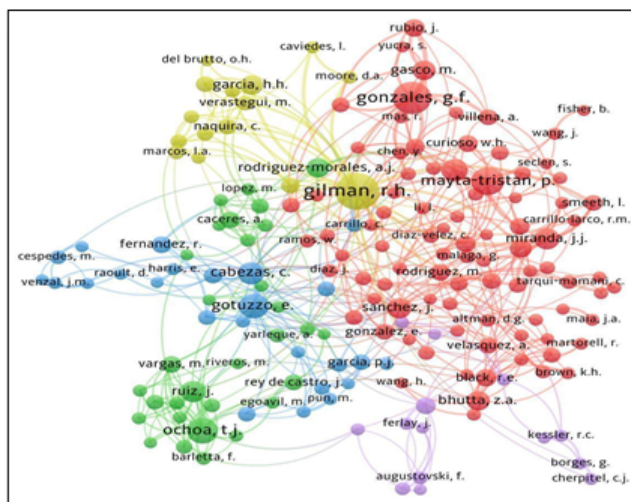 rubio, j.
yucra, s.
caviedes, l.
del brutto, o.h.
moore, d.a.
gasco, m.
garcia, h.h.
verastegui, m.
gonzales, g.f.
fisher, b.
mas, r.
villena, a.
naquira, c.
wang, j.
marcos, l.a.
chen, y.
curioso, w.h.
seclen, s.
rodriguez-morales, a.j.
mayta-tristan, p.
lopez, m.
gilman, r.h.
smeeth, l.
caceres, a.
carrillo, c.
li, l.
carrillo-larco, r.m.
ramos, w.
diaz-velez, c.
miranda, j.j.
fernandez, r.
cespedes, m.
malaga, g.
raoult, d.
harris, e.
cabezas, c.
diaz, j.
rodriguez, m.
tarqui-mamani, c.
venzal, j.m.
gotuzzo, e.
sanchez, j.
altman, d.g.
maia, j.a.
gonzalez, e.
yarleque, a.
velasquez, a.
martorell, r.
vargas, m.
riveros, m.
garcia, p.j.
brown, k.h.
ruiz, j.
rey de castro, j.
wang, h.
black, r.e.
egoavil, m.
pun, m.
bhutta, z.a.
ochoa, t.j.
ferlay, j.
barletta, f.
kessler, r.c.
augustovski, f.
borges, g.
cherpitel, c.j.